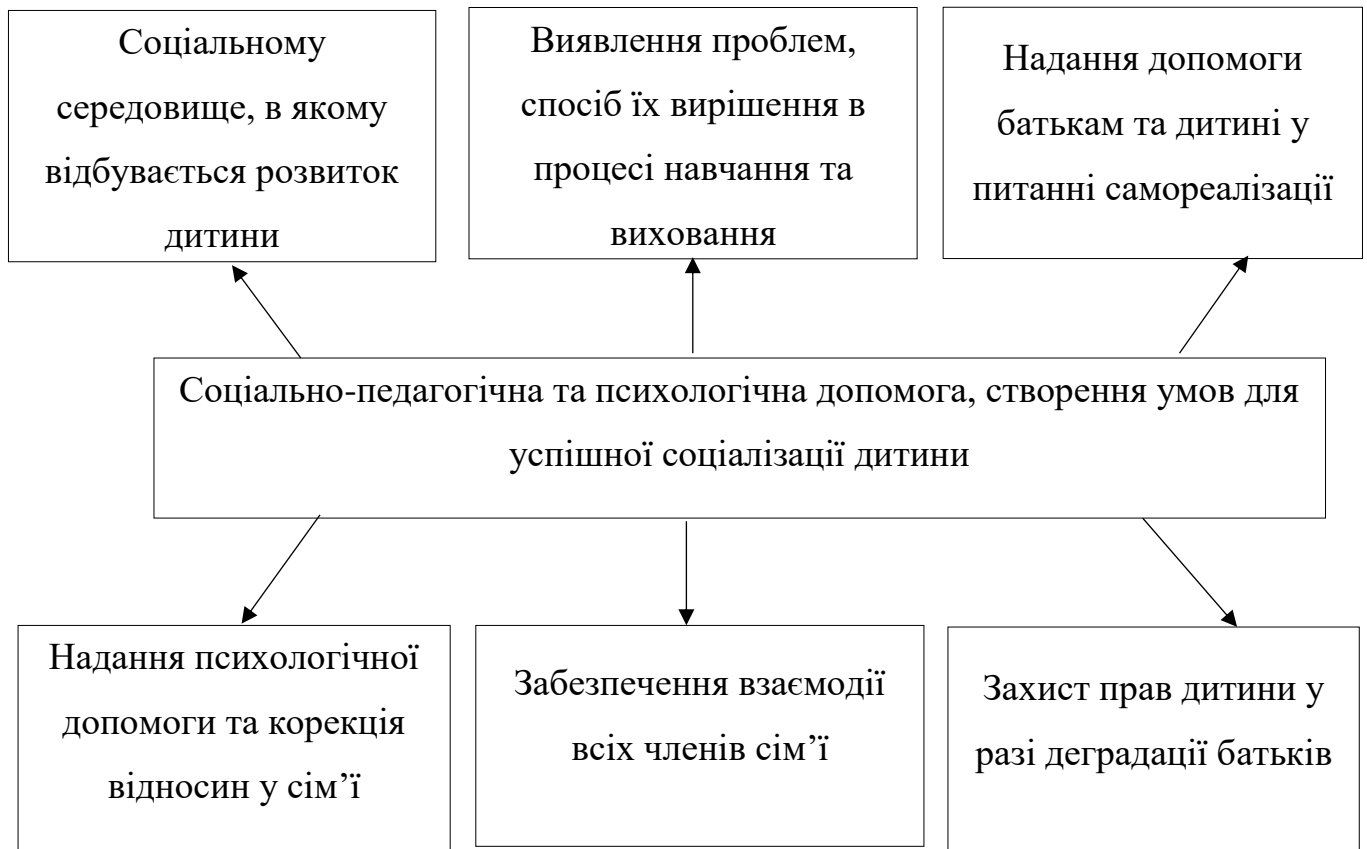 Соціальному
середовище, в якому
відбувається розвиток
дитини
Виявлення проблем,
спосіб їх вирішення в
процесі навчання та
виховання
Надання допомоги
батькам та дитині у
питанні самореалізації
Соціально-педагогічна та психологічна допомога, створення умов для
успішної соціалізації дитини
Надання психологічної
допомоги та корекція
відносин у сім’ї
Забезпечення взаємодії
всіх членів сім’ї
Захист прав дитини у
разі деградації батьків